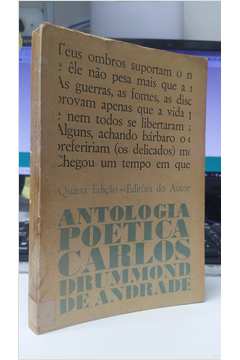 Teus ombros suportam o m
e êle não pesa mais que a
As guerras, as fomes, as disc
provam apenas que a vida
e nem todos se libertaram
Alguns, achando bárbaro o
prefeririam (os delicados) mo
Chegou um tempo em que
Quarta Edição—Editôra do Autor
ANTOLOGIA
POÉTICA
CARLOS
DRUMMOND
DE ANDRADE